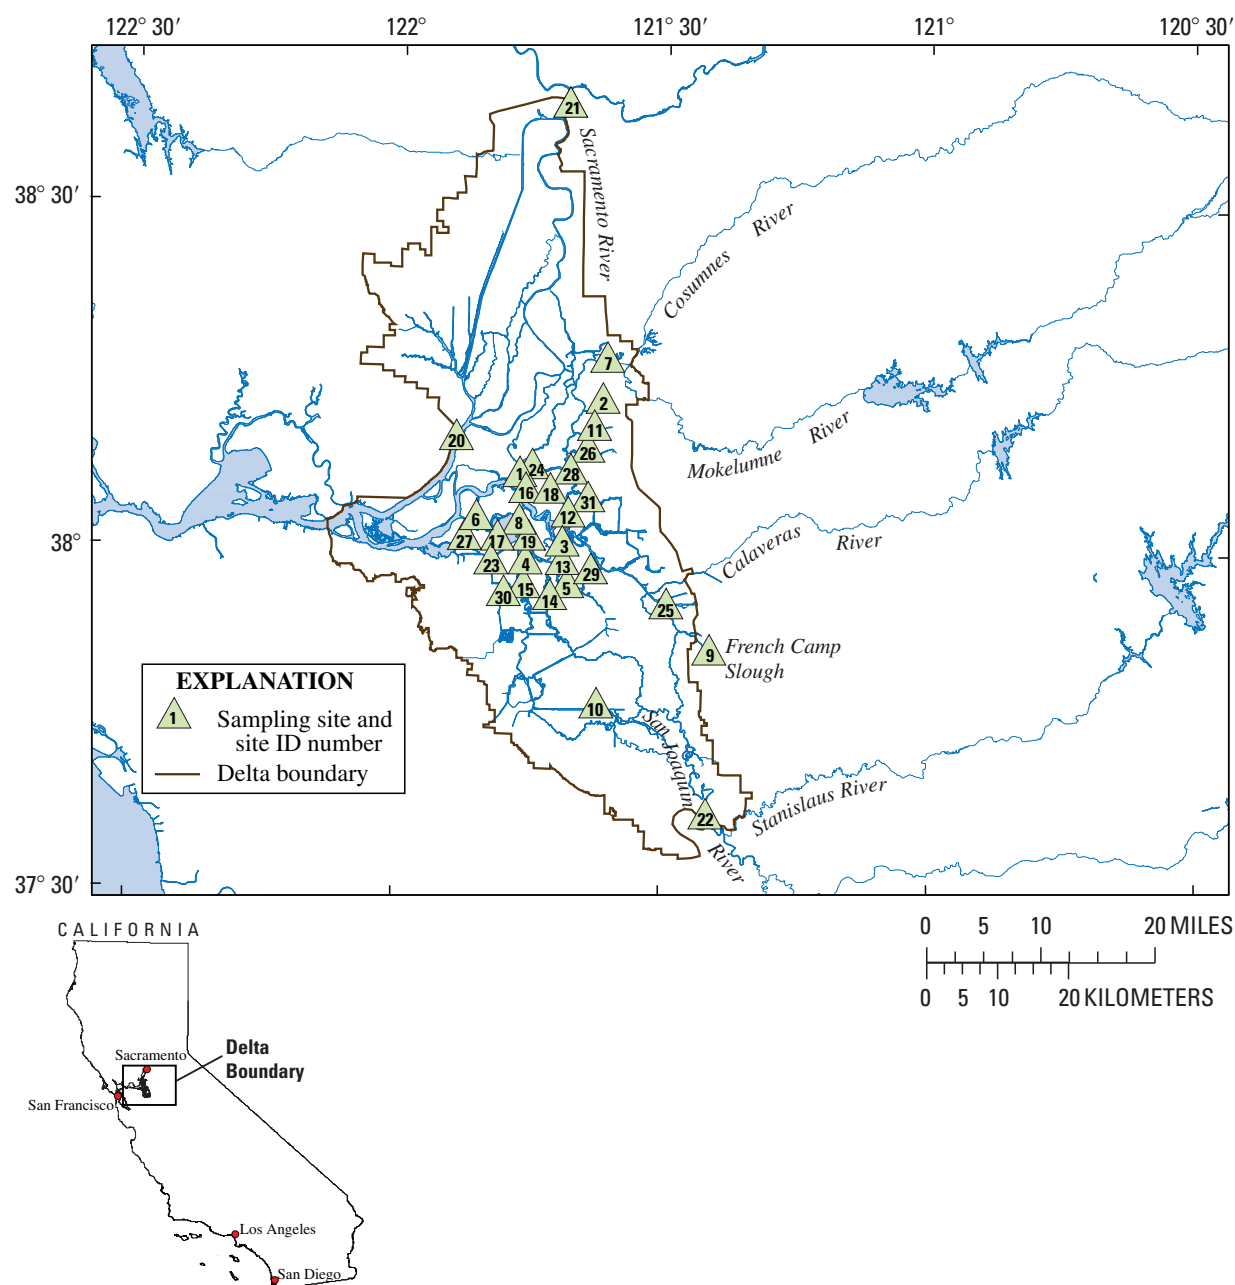 122° 30′
122°
121° 30′
121°
120° 30′
38° 30′
38°
37° 30′
21
Sacramento River
Cosumnes
River
7
2
11
26
20
Mokelumne
River
24
1
28
16
18
31
6
8
12
27
17
19
3
23
4
13
29
30
15
14
5
25
Calaveras
River
9
French Camp
Slough
10
San Joaquin
River
22
Stanislaus River
EXPLANATION
1
Sampling site and
site ID number
Delta boundary
0 5 10 20 MILES
0 5 10 20 KILOMETERS
CALIFORNIA
Sacramento
Delta
Boundary
San Francisco
Los Angeles
San Diego